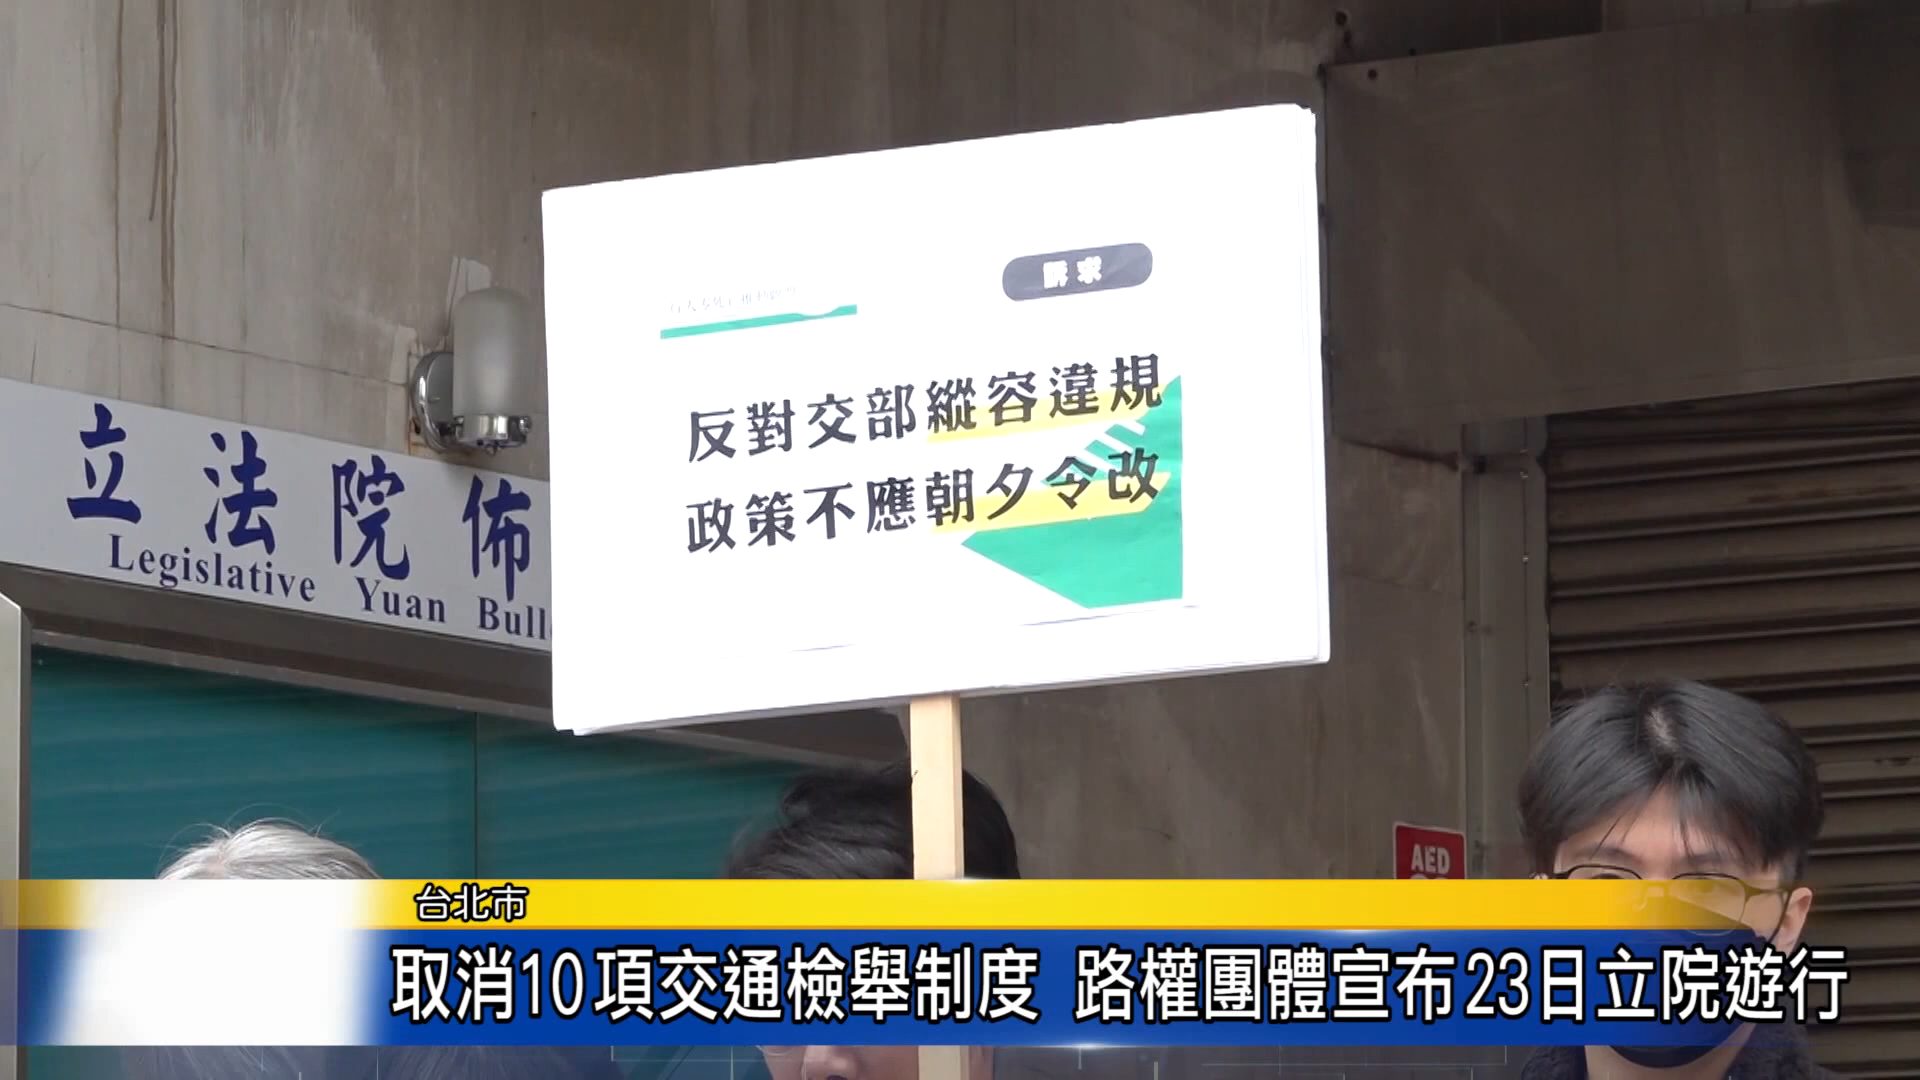 訴求
反對交部縱容違規
政策不應朝夕令改
立法院佈
Legislative Yuan Bull
AED
台北市
取消10項交通檢舉制度 路權團體宣布23日立院遊行